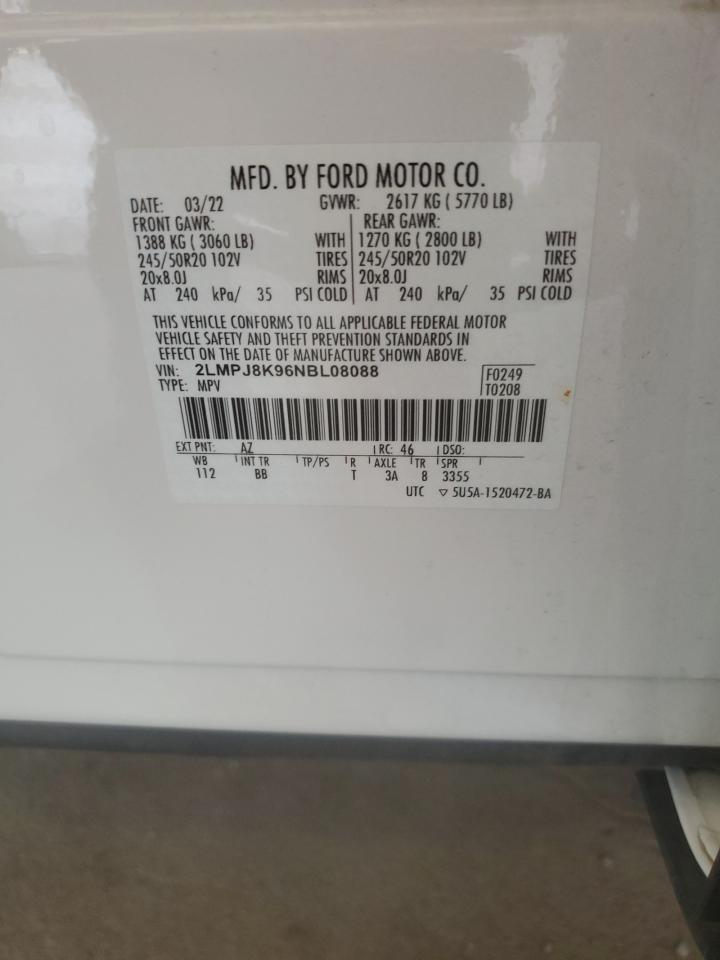 MFD. BY FORD MOTOR CO.
DATE: 03/22 GVWR: 2617 KG ( 5770 LB)
FRONT GAWR: REAR GAWR:
1388 KG ( 3060 LB) WITH 1270 KG ( 2800 LB) WITH
245/50R20 102V TIRES 245/50R20 102V TIRES
20x8.0J RIMS 20x8.0J RIMS
AT 240 kPa/ 35 PSI COLD AT 240 kPa/ 35 PSI COLD
THIS VEHICLE CONFORMS TO ALL APPLICABLE FEDERAL MOTOR
VEHICLE SAFETY AND THEFT PREVENTION STANDARDS IN
EFFECT ON THE DATE OF MANUFACTURE SHOWN ABOVE.
VIN: 2LMPJ8K96NBL08088 F0249
TYPE: MPV T0208
EXT PNT: AZ RC: 46 DSO:
WB INT TR TP/PS R AXLE TR SPR
112 BB T 3A 8 3355
UTC ▽ 5U5A-1520472-BA